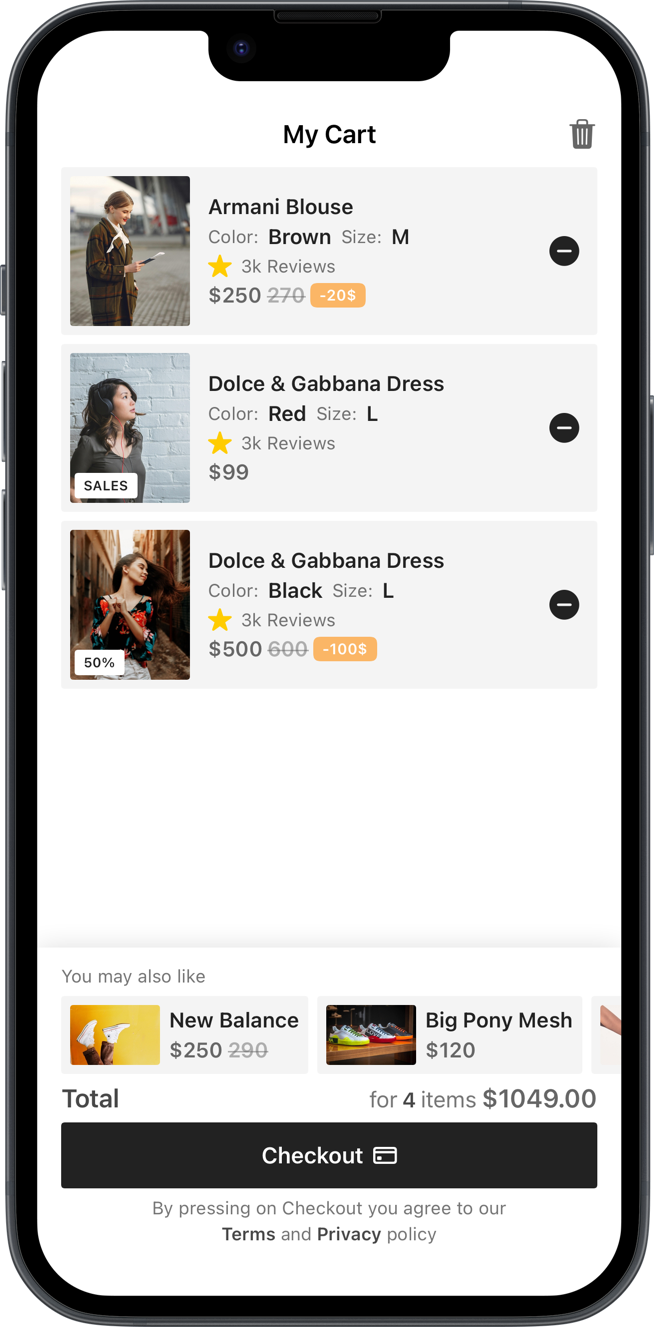 My Cart
Armani Blouse
Color: Brown Size: M
3k Reviews
$250 270 -20$
Dolce & Gabbana Dress
Color: Red Size: L
3k Reviews
$99
SALES
Dolce & Gabbana Dress
Color: Black Size: L
3k Reviews
$500 600 -100$
50%
You may also like
New Balance
$250 290
Big Pony Mesh
$120
Total for 4 items $1049.00
Checkout
By pressing on Checkout you agree to our
Terms and Privacy policy